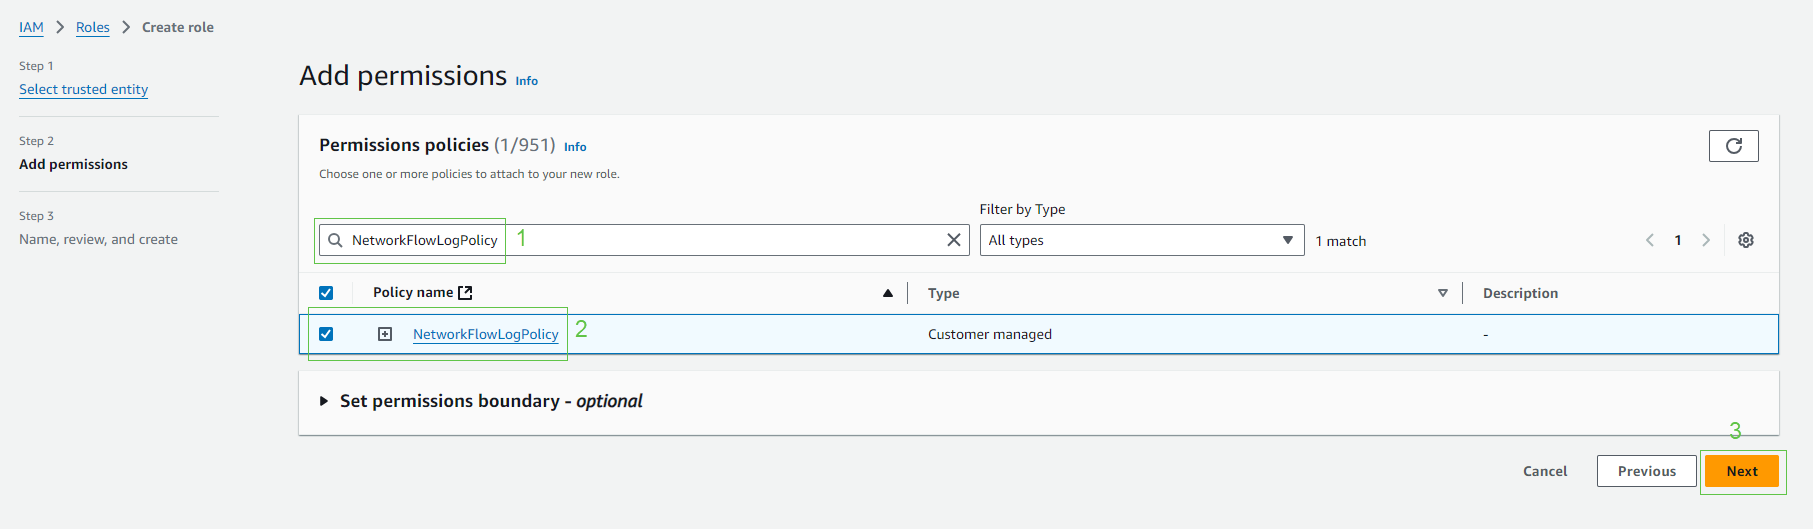 IAM > Roles > Create role
Step 1
Select trusted entity
Step 2
Add permissions
Step 3
Name, review, and create
Add permissions Info
Permissions policies (1/951) Info
Choose one or more policies to attach to your new role.
Filter by Type
NetworkFlowLogPolicy 1 All types 1 match 1
Policy name Type Description
NetworkFlowLogPolicy 2 Customer managed -
Set permissions boundary - optional
3
Cancel Previous Next